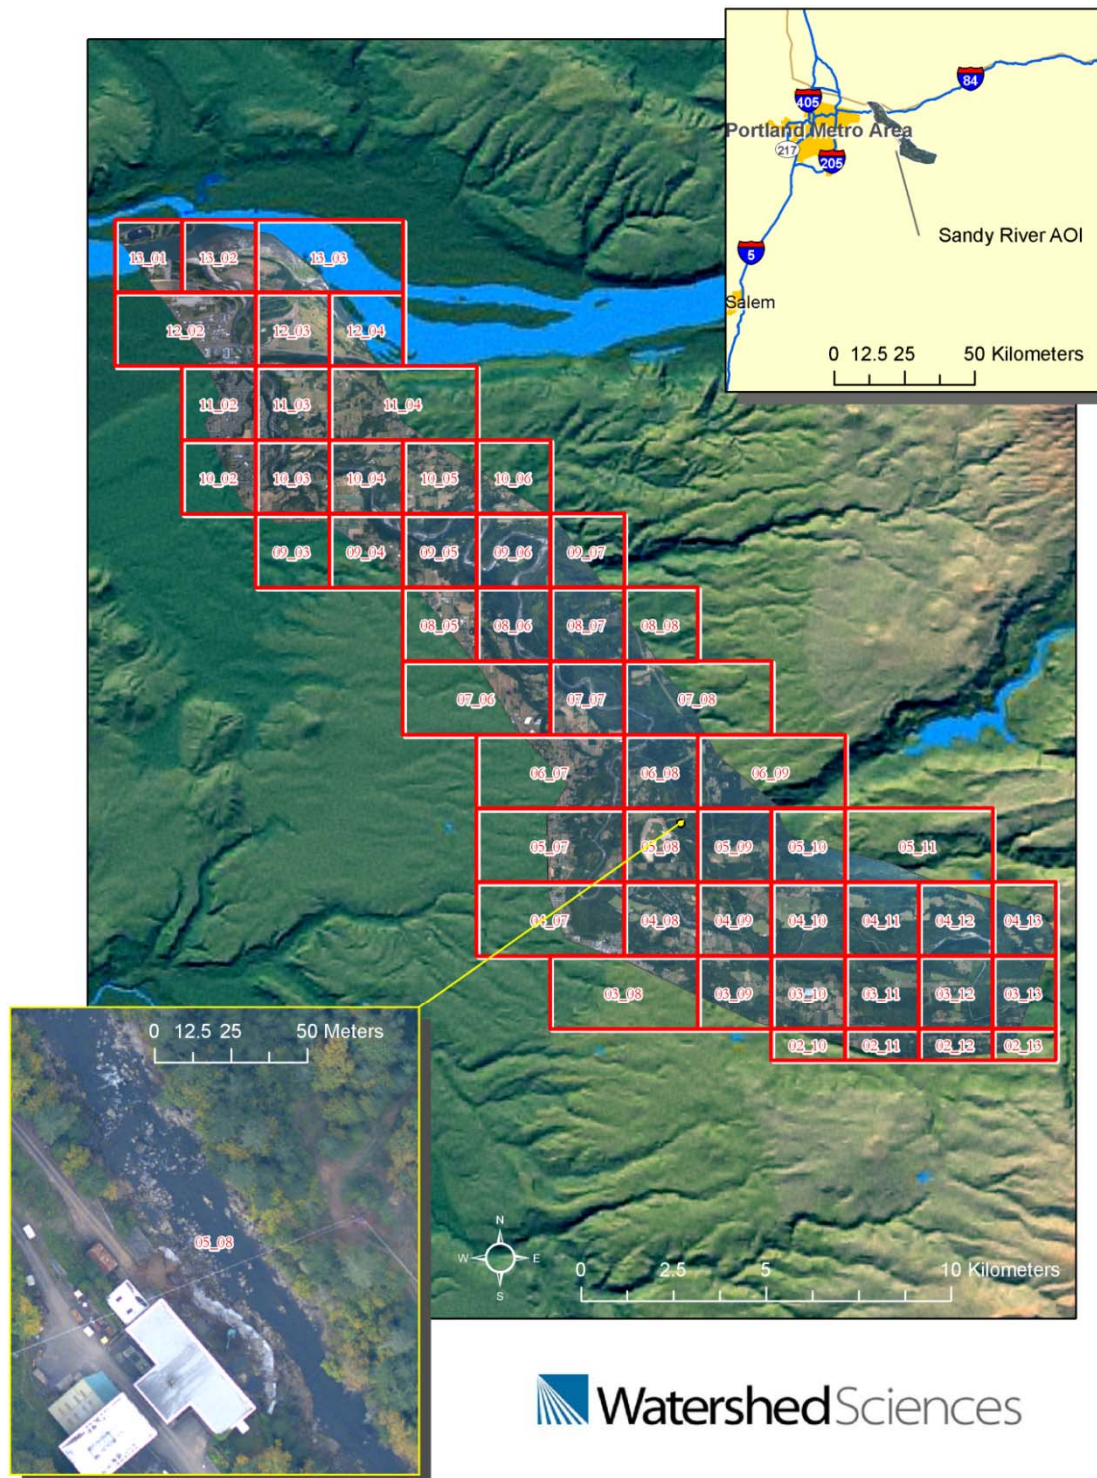 84
405
Portland Metro Area
217
205
Sandy River AOI
5
Salem
0 12.5 25 50 Kilometers
13_01 13_02 13_03
12_02 12_03 12_04
11_02 11_03 11_04
10_02 10_03 10_04 10_05 10_06
09_03 09_04 09_05 09_06 09_07
08_05 08_06 08_07 08_08
07_06 07_07 07_08
06_07 06_08 06_09
05_07 05_08 05_09 05_10 05_11
04_07 04_08 04_09 04_10 04_11 04_12 04_13
03_08 03_09 03_10 03_11 03_12 03_13
02_10 02_11 02_12 02_13
0 12.5 25 50 Meters
05_08
N
W E
S
0 2.5 5 10 Kilometers
WatershedSciences